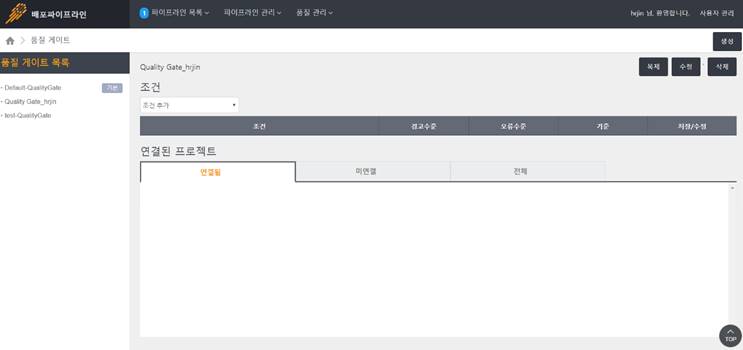 배포파이프라인
1 파이프라인 목록 파이프라인 관리 품질 관리 hrjin 님, 환영합니다. 사용자 관리
품질 게이트 생성
품질 게이트 목록
- Default-QualityGate 기본
- Quality Gate_hrjin
- test-QualityGate
Quality Gate_hrjin 복제 수정 삭제
조건
조건 추가
조건 경고수준 오류수준 기준 저장/수정
연결된 프로젝트
연결됨 미연결 전체
TOP